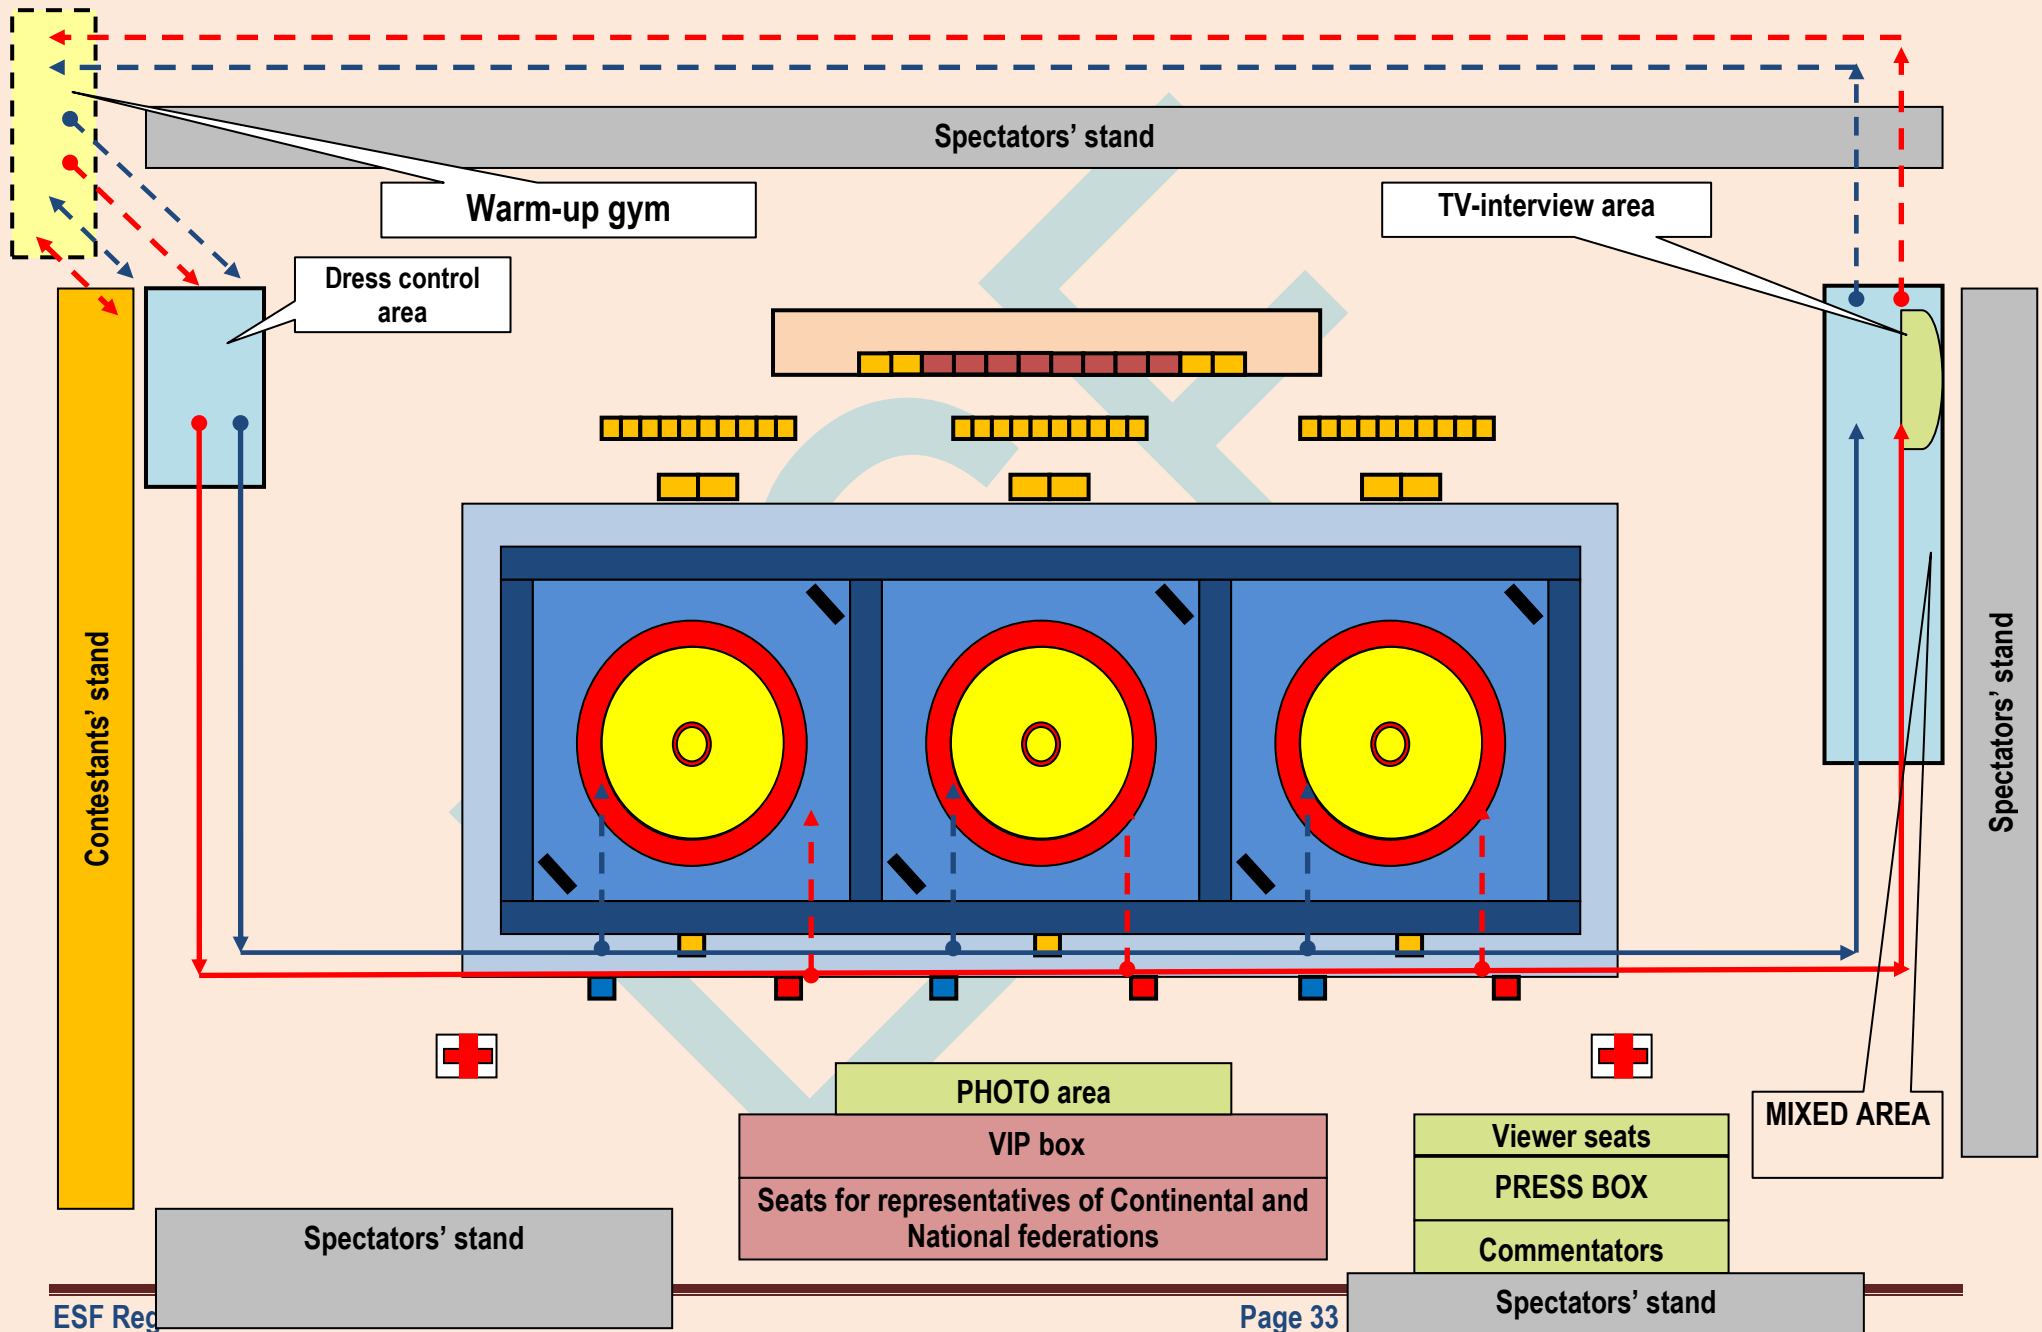 Spectators’ stand
Warm-up gym
TV-interview area
Dress control
area
Contestants’ stand
Spectators’ stand
PHOTO area
VIP box
Seats for representatives of Continental and
National federations
MIXED AREA
Viewer seats
PRESS BOX
Commentators
Spectators’ stand
Spectators’ stand
ESF Reg
Page 33